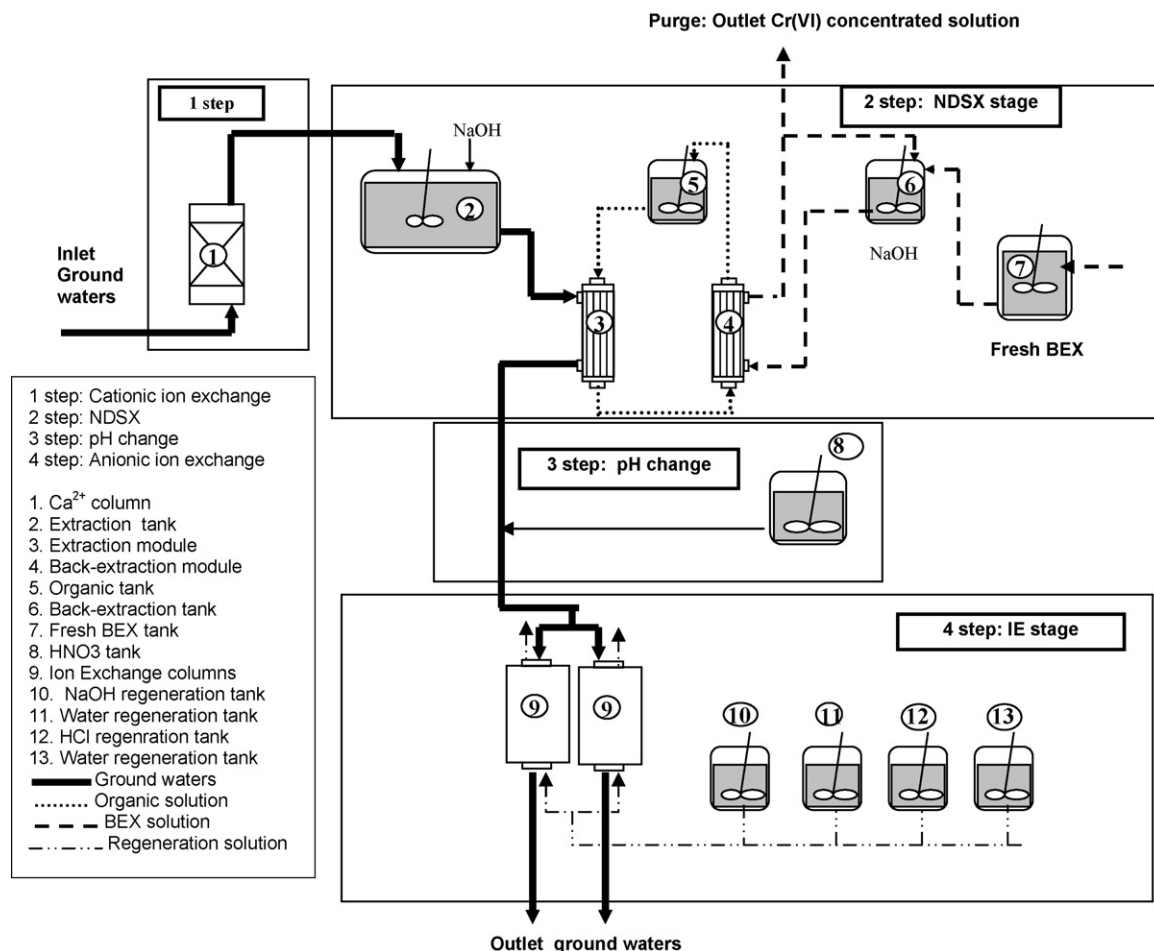 Purge: Outlet Cr(VI) concentrated solution
1 step
2 step: NDSX stage
NaOH
5
6
2
1
7
NaOH
Inlet
Ground
waters
3
4
Fresh BEX
1 step: Cationic ion exchange
2 step: NDSX
3 step: pH change
4 step: Anionic ion exchange
1. Ca²⁺ column
2. Extraction tank
3. Extraction module
4. Back-extraction module
5. Organic tank
6. Back-extraction tank
7. Fresh BEX tank
8. HNO3 tank
9. Ion Exchange columns
10. NaOH regeneration tank
11. Water regeneration tank
12. HCl regenration tank
13. Water regeneration tank
Ground waters
Organic solution
BEX solution
Regeneration solution
3 step: pH change
8
4 step: IE stage
9
9
10
11
12
13
Outlet ground waters